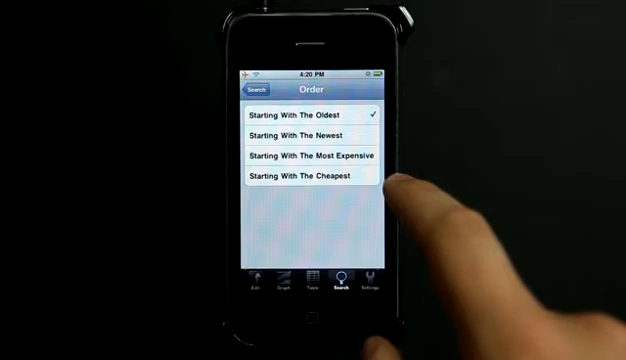 4:20 PM
Search
Order
Starting With The Oldest
Starting With The Newest
Starting With The Most Expensive
Starting With The Cheapest
Edit
Graph
Table
Search
Settings